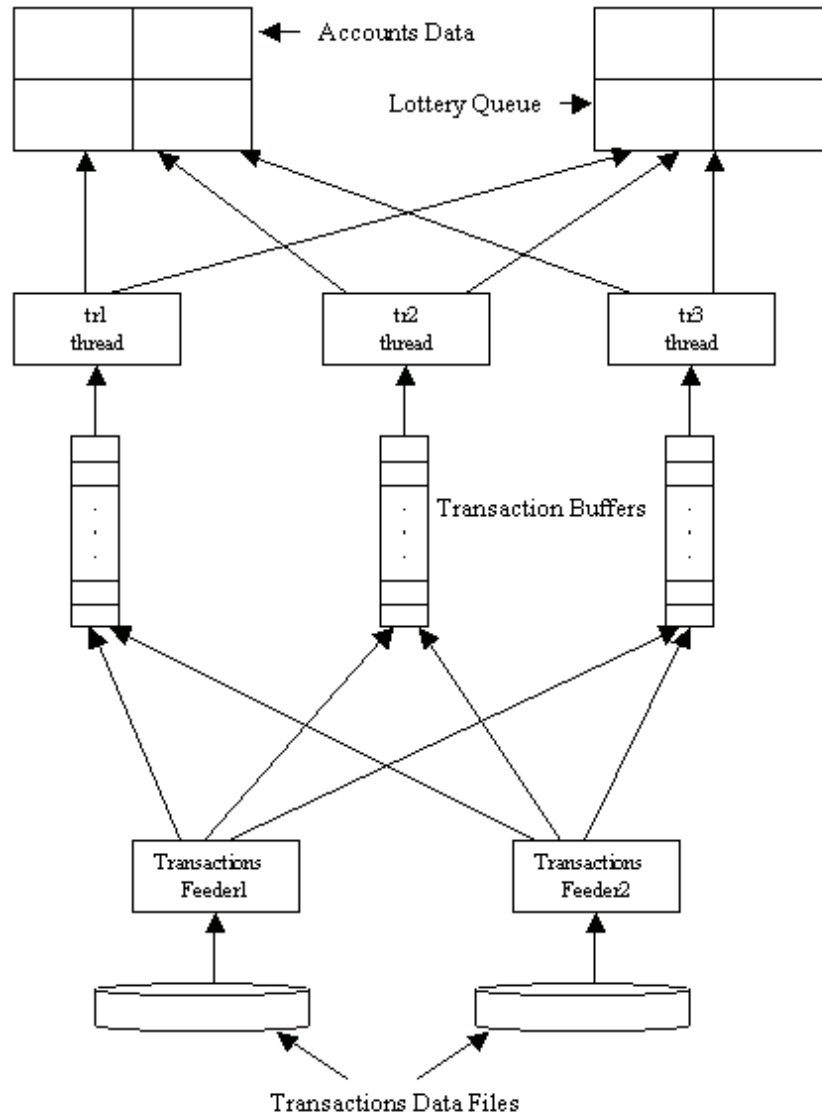 Accounts Data
Lottery Queue
tr1
thread
tr2
thread
tr3
thread
Transaction Buffers
Transactions
Feeder1
Transactions
Feeder2
Transactions Data Files